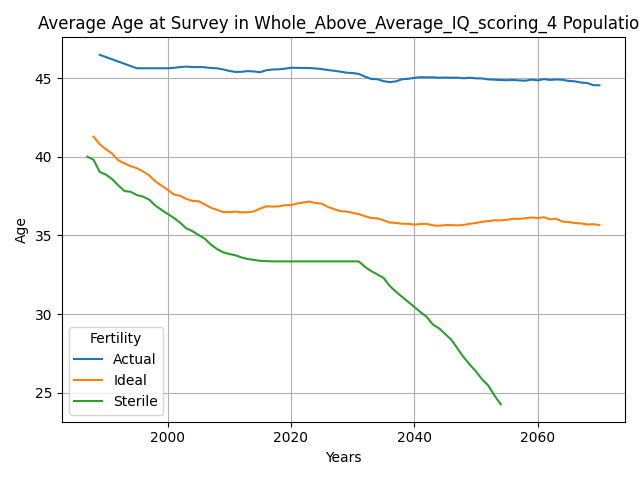 Average Age at Survey in Whole_Above_Average_IQ_scoring_4 Populatio
Age
45
40
35
30
25
Fertility
Actual
Ideal
Sterile
2000 2020 2040 2060
Years